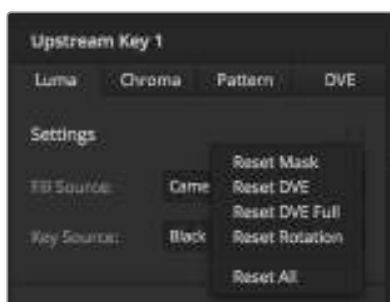 Upstream Key 1
Luma Chroma Pattern DVE
Settings
Reset Mask
Fill Source: Came Reset DVE
Reset DVE Full
Key Source: Black Reset Rotation
Reset All